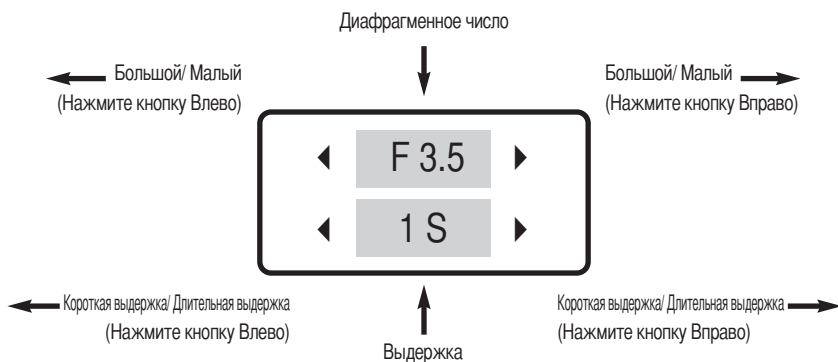 Диафрагменное число
Большой/ Малый
(Нажмите кнопку Влево)
Большой/ Малый
(Нажмите кнопку Вправо)
F 3.5
1 S
Короткая выдержка/ Длительная выдержка
(Нажмите кнопку Влево)
Короткая выдержка/ Длительная выдержка
(Нажмите кнопку Вправо)
Выдержка